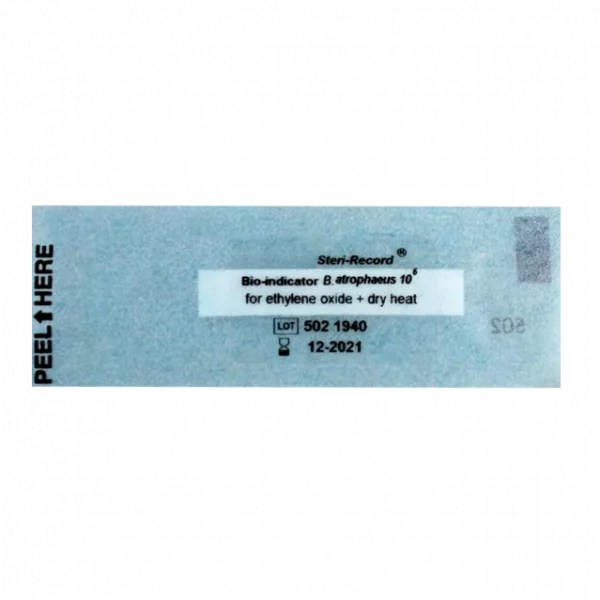 PEEL↑HERE
Steri-Record®
Bio-indicator B. atrophaeus 10⁶
for ethylene oxide + dry heat
LOT 502 1940
12-2021
502